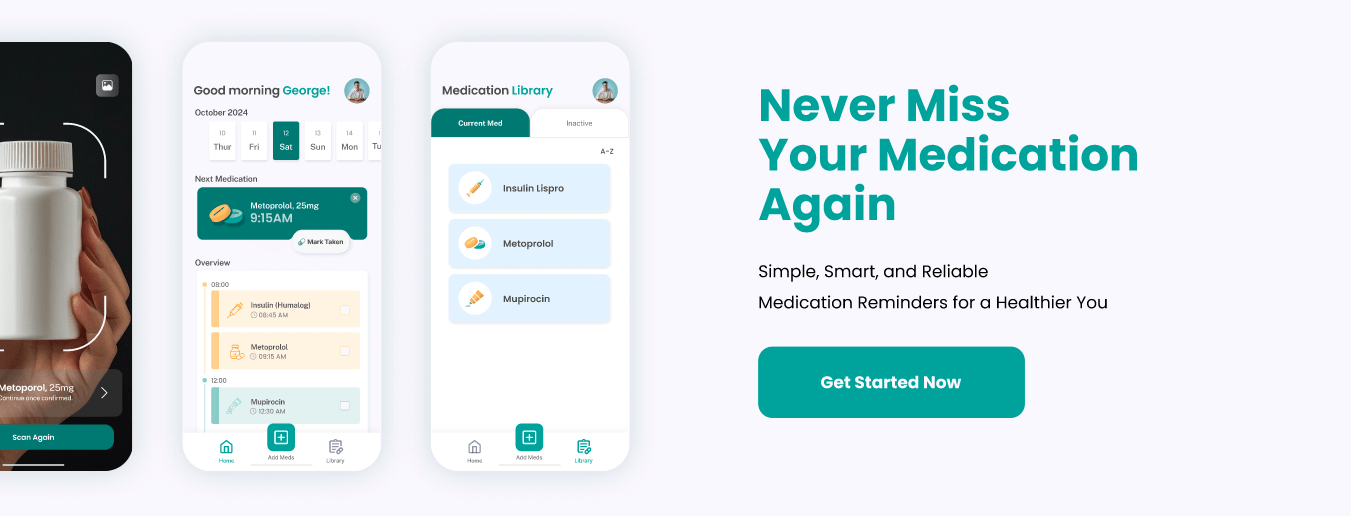 Metoporol, 25mg
Continue once confirmed.
Scan Again
Good morning George!
October 2024
10 11 12 13 14
Thur Fri Sat Sun Mon Tu
Next Medication
Metoprolol, 25mg
9:15AM
Mark Taken
Overview
08:00
Insulin (Humalog)
08:45 AM
Metoprolol
09:15 AM
12:00
Mupirocin
12:30 AM
Home
Add Meds
Library
Medication Library
Current Med
Inactive
A-Z
Insulin Lispro
Metoprolol
Mupirocin
Home
Add Meds
Library
Never Miss
Your Medication
Again
Simple, Smart, and Reliable
Medication Reminders for a Healthier You
Get Started Now